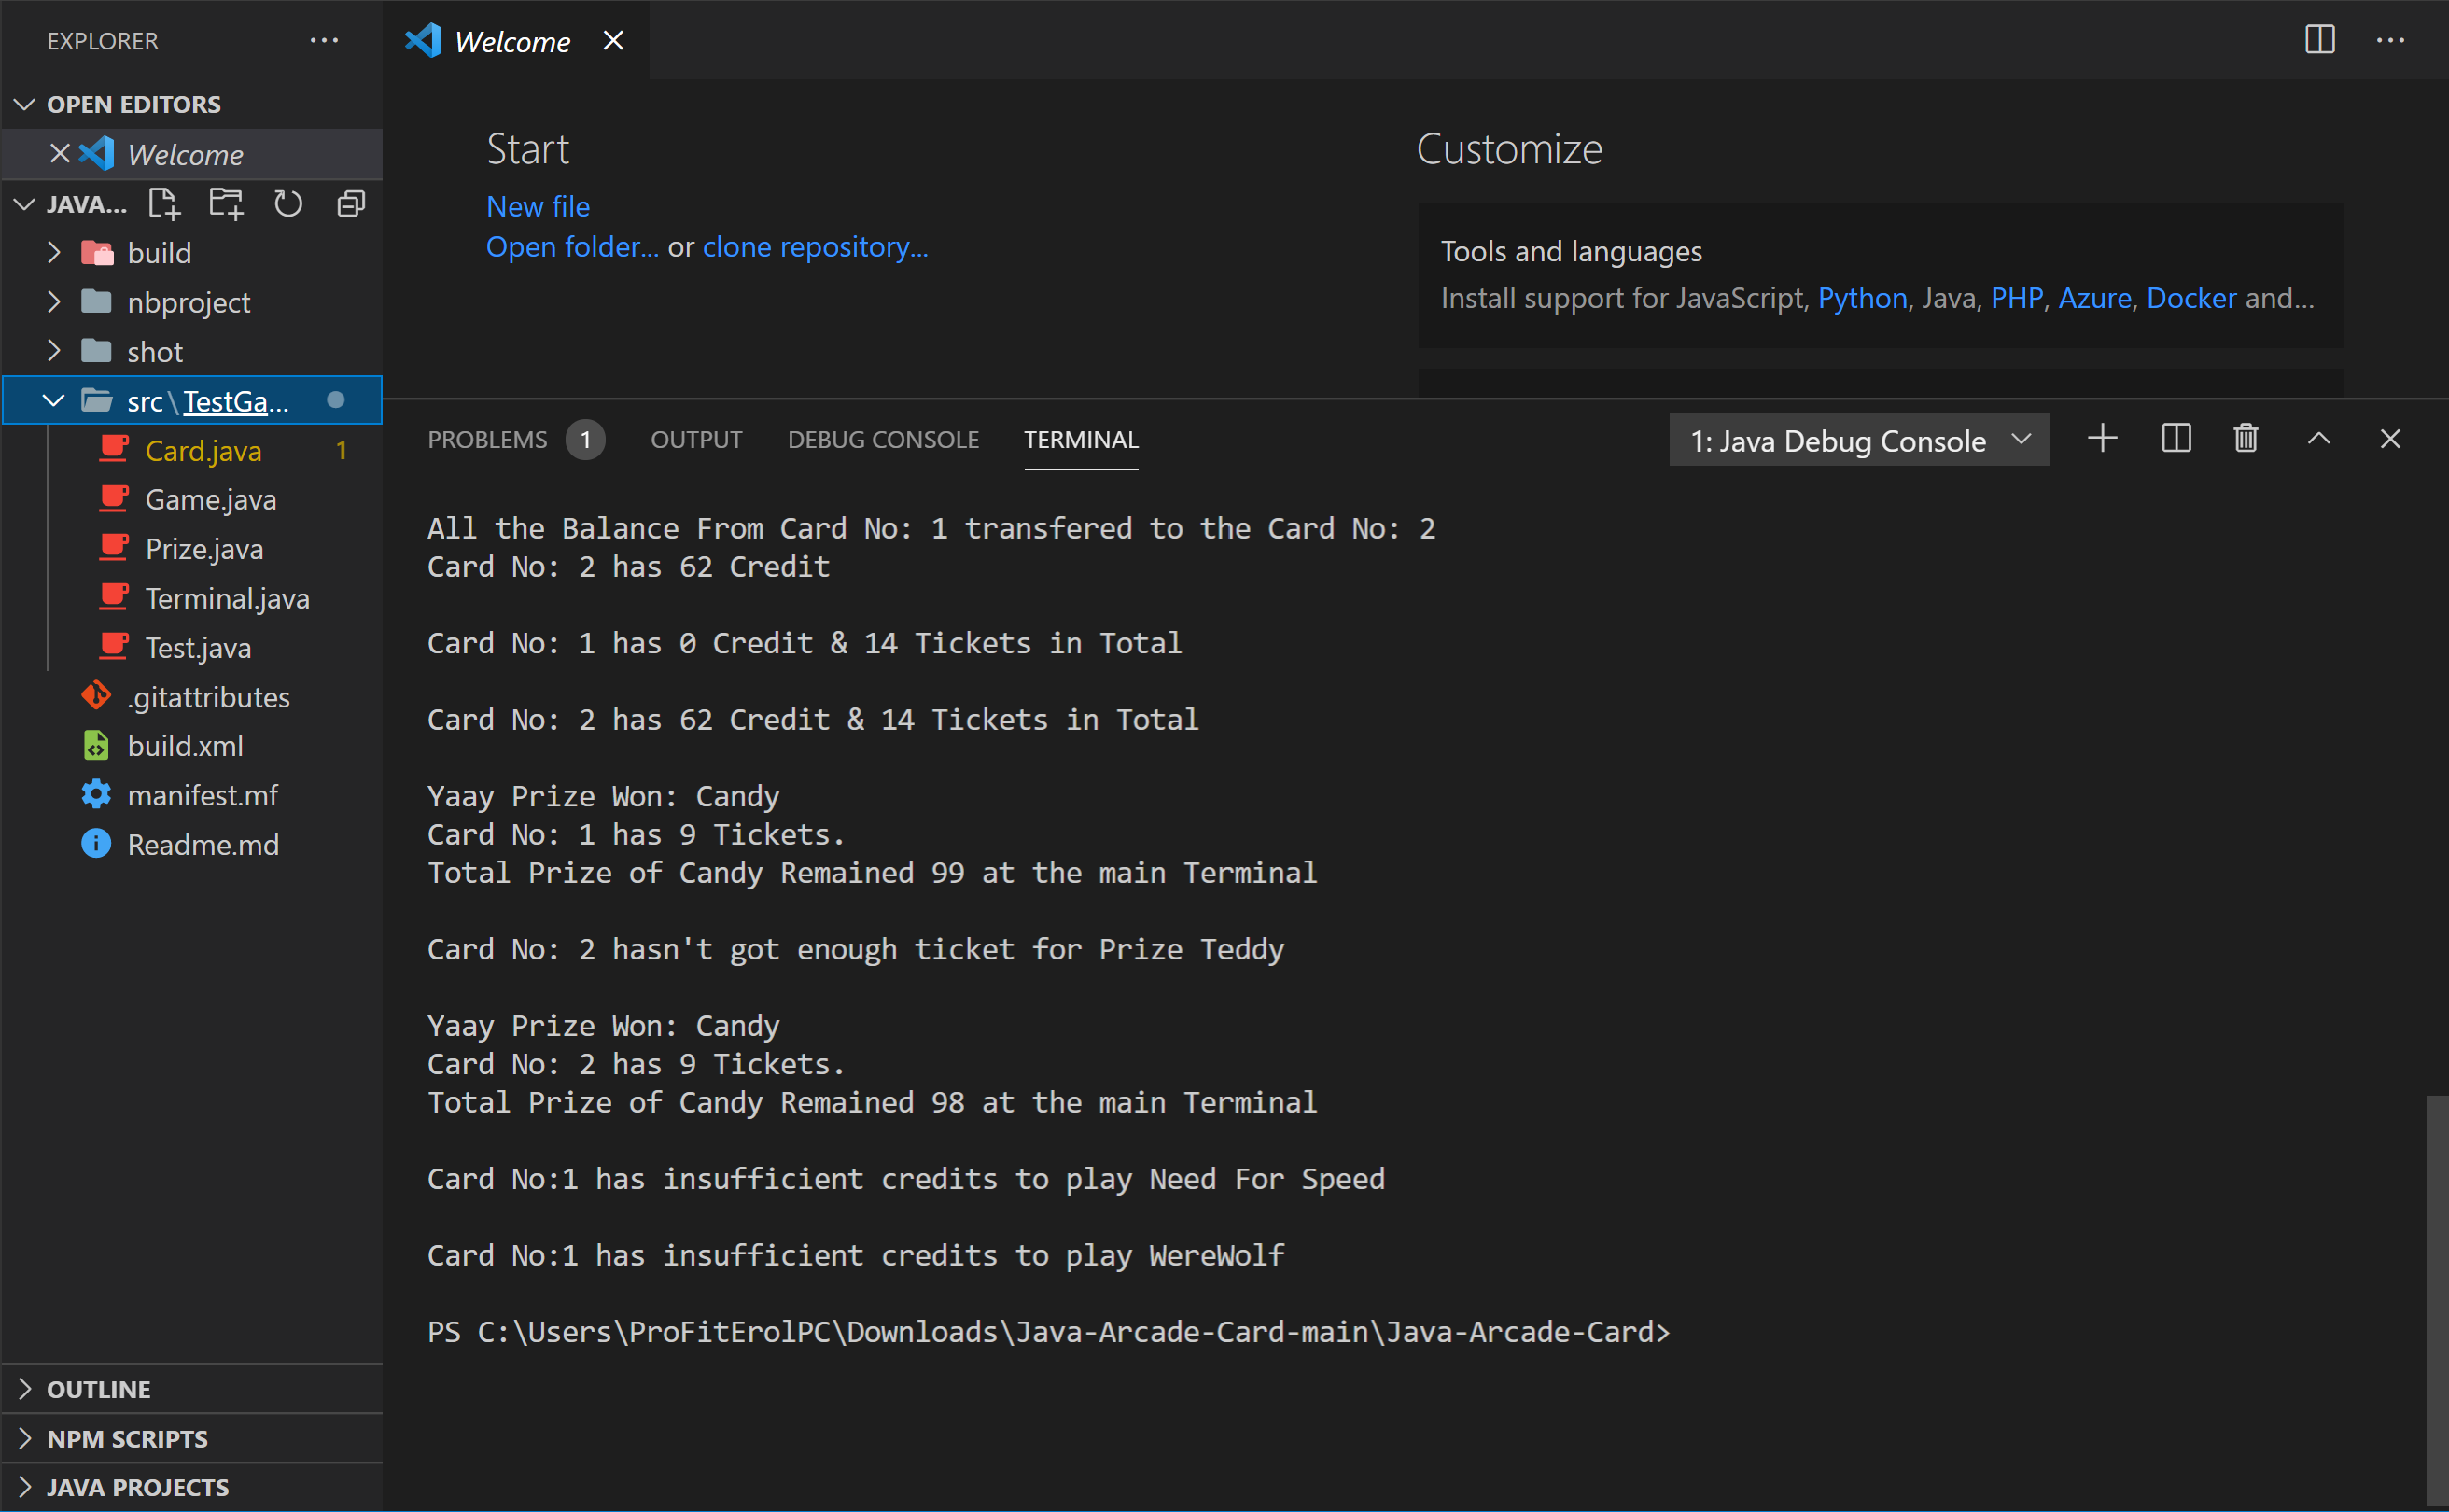 EXPLORER
OPEN EDITORS
Welcome
JAVA...
build
nbproject
shot
src\TestGa...
Card.java 1
Game.java
Prize.java
Terminal.java
Test.java
.gitattributes
build.xml
manifest.mf
Readme.md
OUTLINE
NPM SCRIPTS
JAVA PROJECTS
Welcome
Start
New file
Open folder... or clone repository...
Customize
Tools and languages
Install support for JavaScript, Python, Java, PHP, Azure, Docker and...
PROBLEMS 1 OUTPUT DEBUG CONSOLE TERMINAL 1: Java Debug Console
All the Balance From Card No: 1 transfered to the Card No: 2
Card No: 2 has 62 Credit
Card No: 1 has 0 Credit & 14 Tickets in Total
Card No: 2 has 62 Credit & 14 Tickets in Total
Yaay Prize Won: Candy
Card No: 1 has 9 Tickets.
Total Prize of Candy Remained 99 at the main Terminal
Card No: 2 hasn't got enough ticket for Prize Teddy
Yaay Prize Won: Candy
Card No: 2 has 9 Tickets.
Total Prize of Candy Remained 98 at the main Terminal
Card No:1 has insufficient credits to play Need For Speed
Card No:1 has insufficient credits to play WereWolf
PS C:\Users\ProFitErolPC\Downloads\Java-Arcade-Card-main\Java-Arcade-Card>